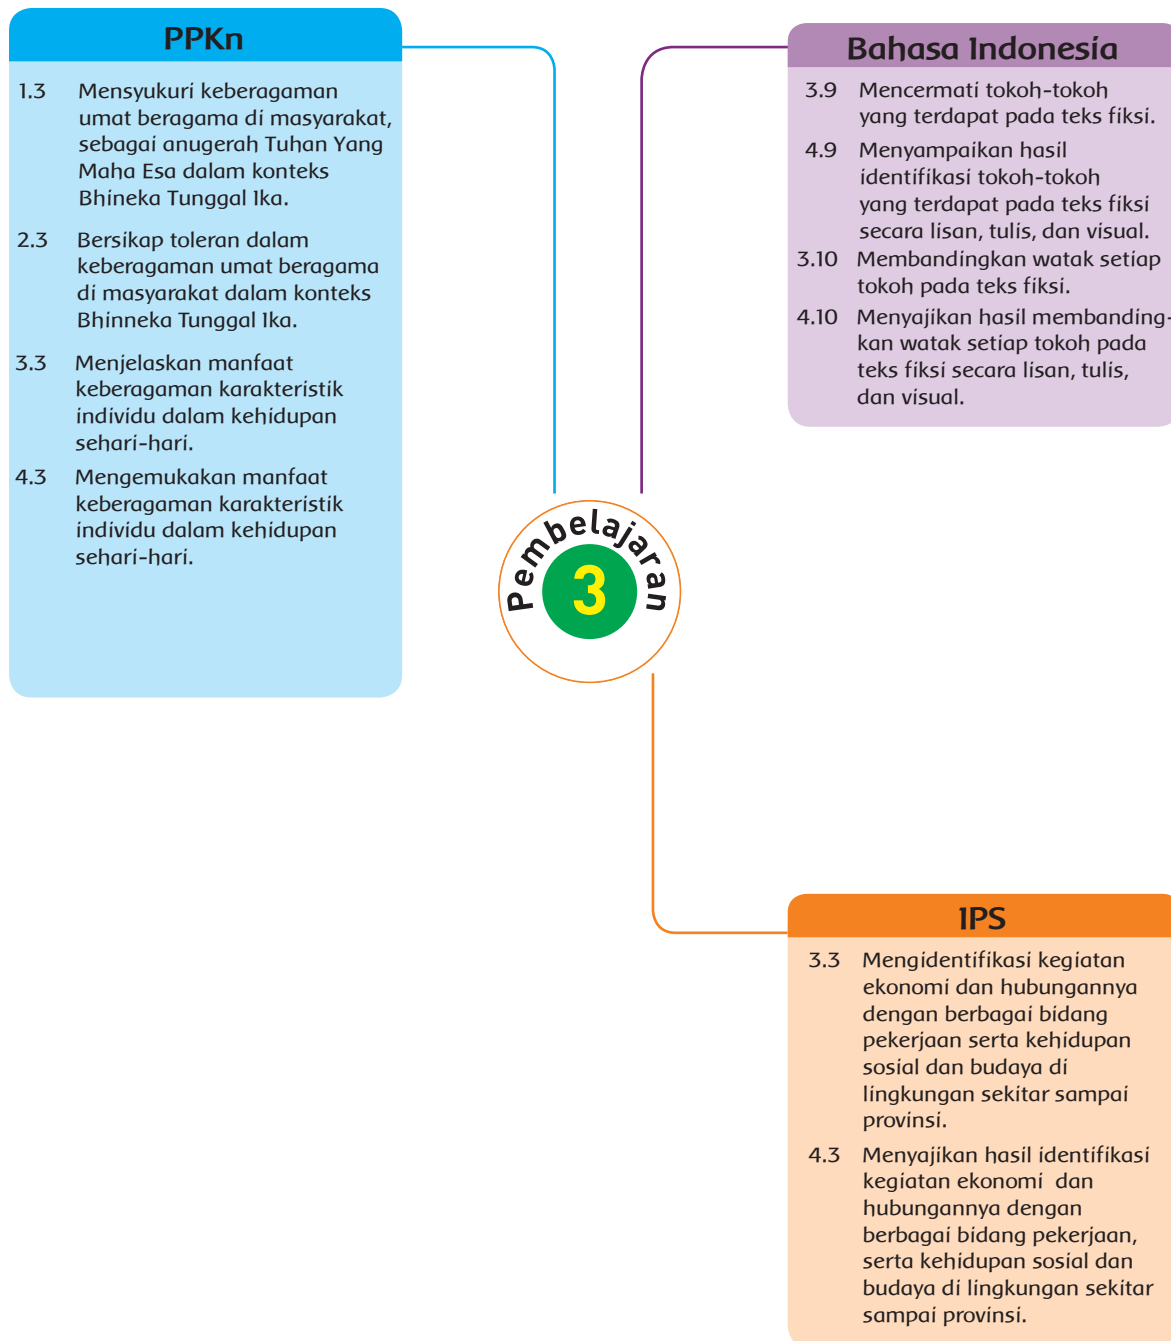 PPKn
1.3 Mensyukuri keberagaman
umat beragama di masyarakat,
sebagai anugerah Tuhan Yang
Maha Esa dalam konteks
Bhineka Tunggal Ika.
2.3 Bersikap toleran dalam
keberagaman umat beragama
di masyarakat dalam konteks
Bhinneka Tunggal Ika.
3.3 Menjelaskan manfaat
keberagaman karakteristik
individu dalam kehidupan
sehari-hari.
4.3 Mengemukakan manfaat
keberagaman karakteristik
individu dalam kehidupan
sehari-hari.
Bahasa Indonesia
3.9 Mencermati tokoh-tokoh
yang terdapat pada teks fiksi.
4.9 Menyampaikan hasil
identifikasi tokoh-tokoh
yang terdapat pada teks fiksi
secara lisan, tulis, dan visual.
3.10 Membandingkan watak setiap
tokoh pada teks fiksi.
4.10 Menyajikan hasil membanding-
kan watak setiap tokoh pada
teks fiksi secara lisan, tulis,
dan visual.
Pembelajaran
3
IPS
3.3 Mengidentifikasi kegiatan
ekonomi dan hubungannya
dengan berbagai bidang
pekerjaan serta kehidupan
sosial dan budaya di
lingkungan sekitar sampai
provinsi.
4.3 Menyajikan hasil identifikasi
kegiatan ekonomi dan
hubungannya dengan
berbagai bidang pekerjaan,
serta kehidupan sosial dan
budaya di lingkungan sekitar
sampai provinsi.